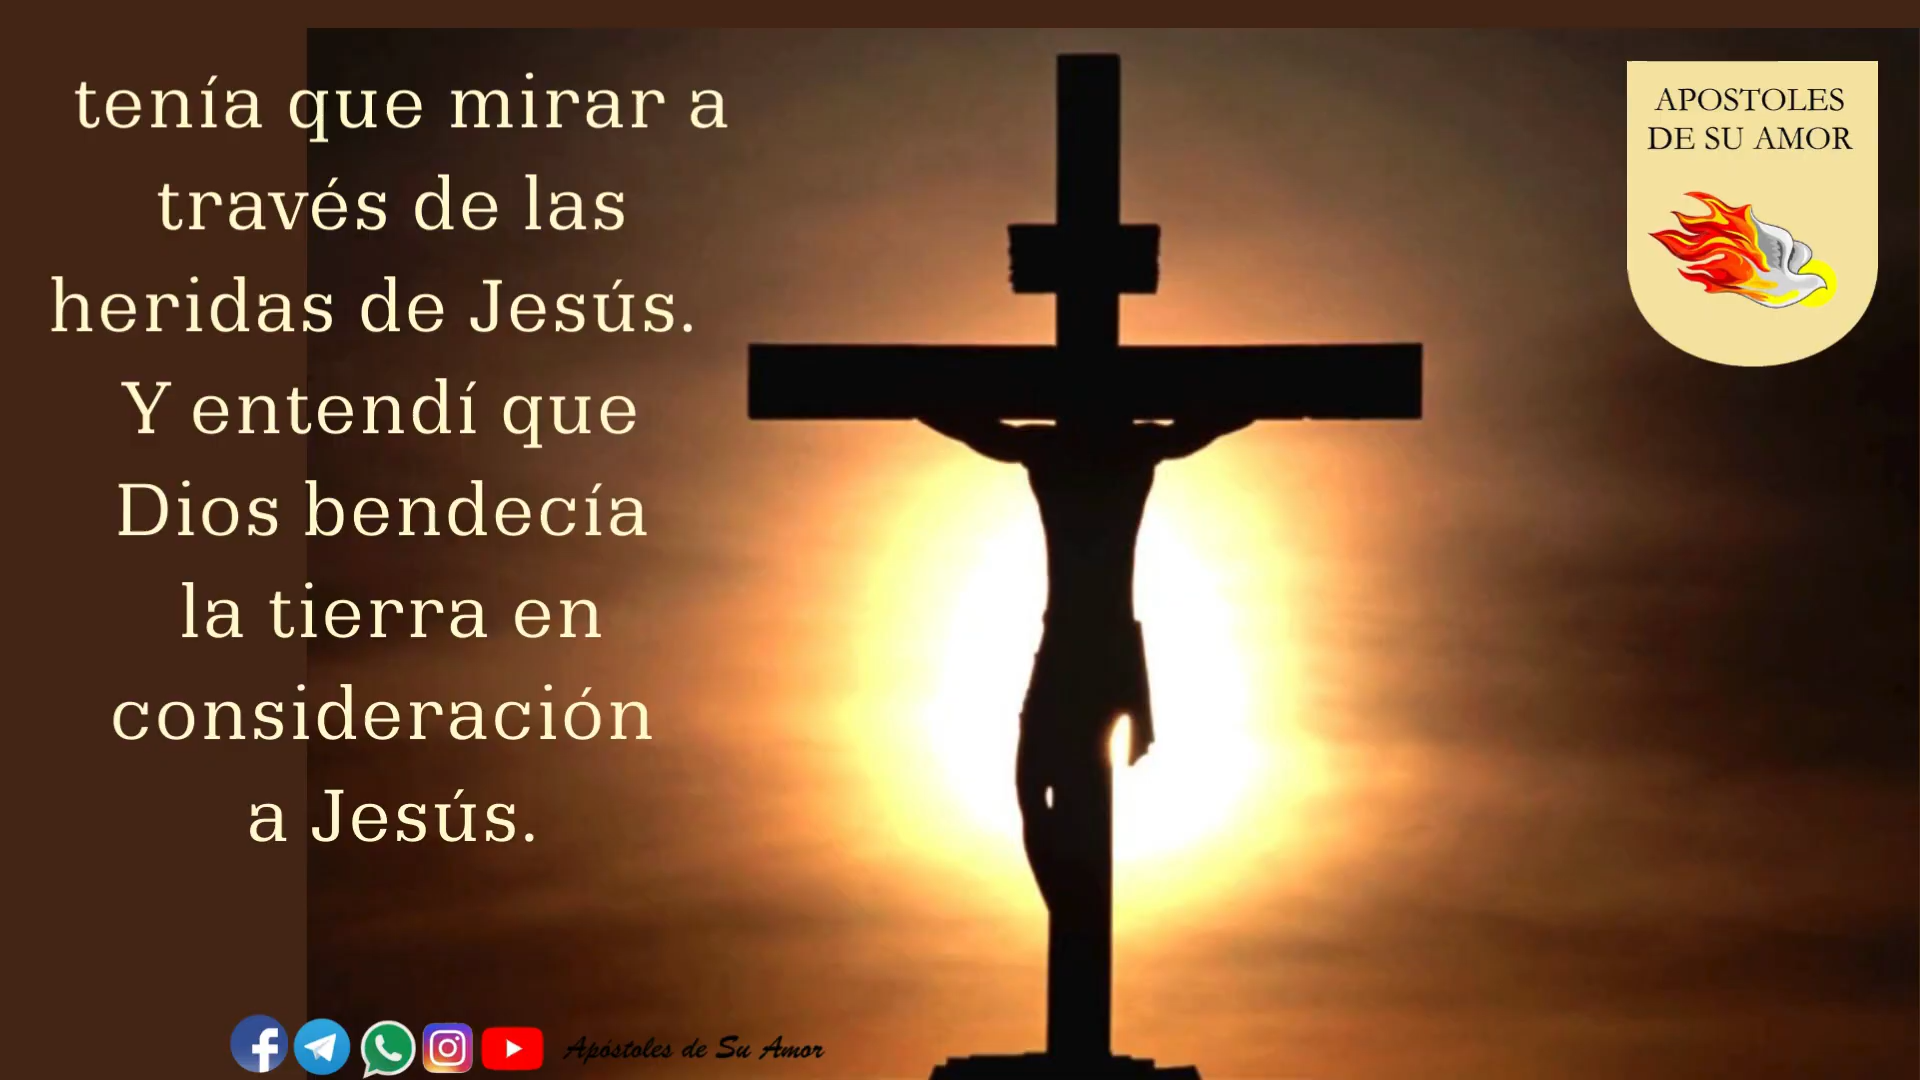 tenía que mirar a
través de las
heridas de Jesús.
Y entendí que
Dios bendecía
la tierra en
consideración
a Jesús.
APOSTOLES
DE SU AMOR
Apóstoles de Su Amor